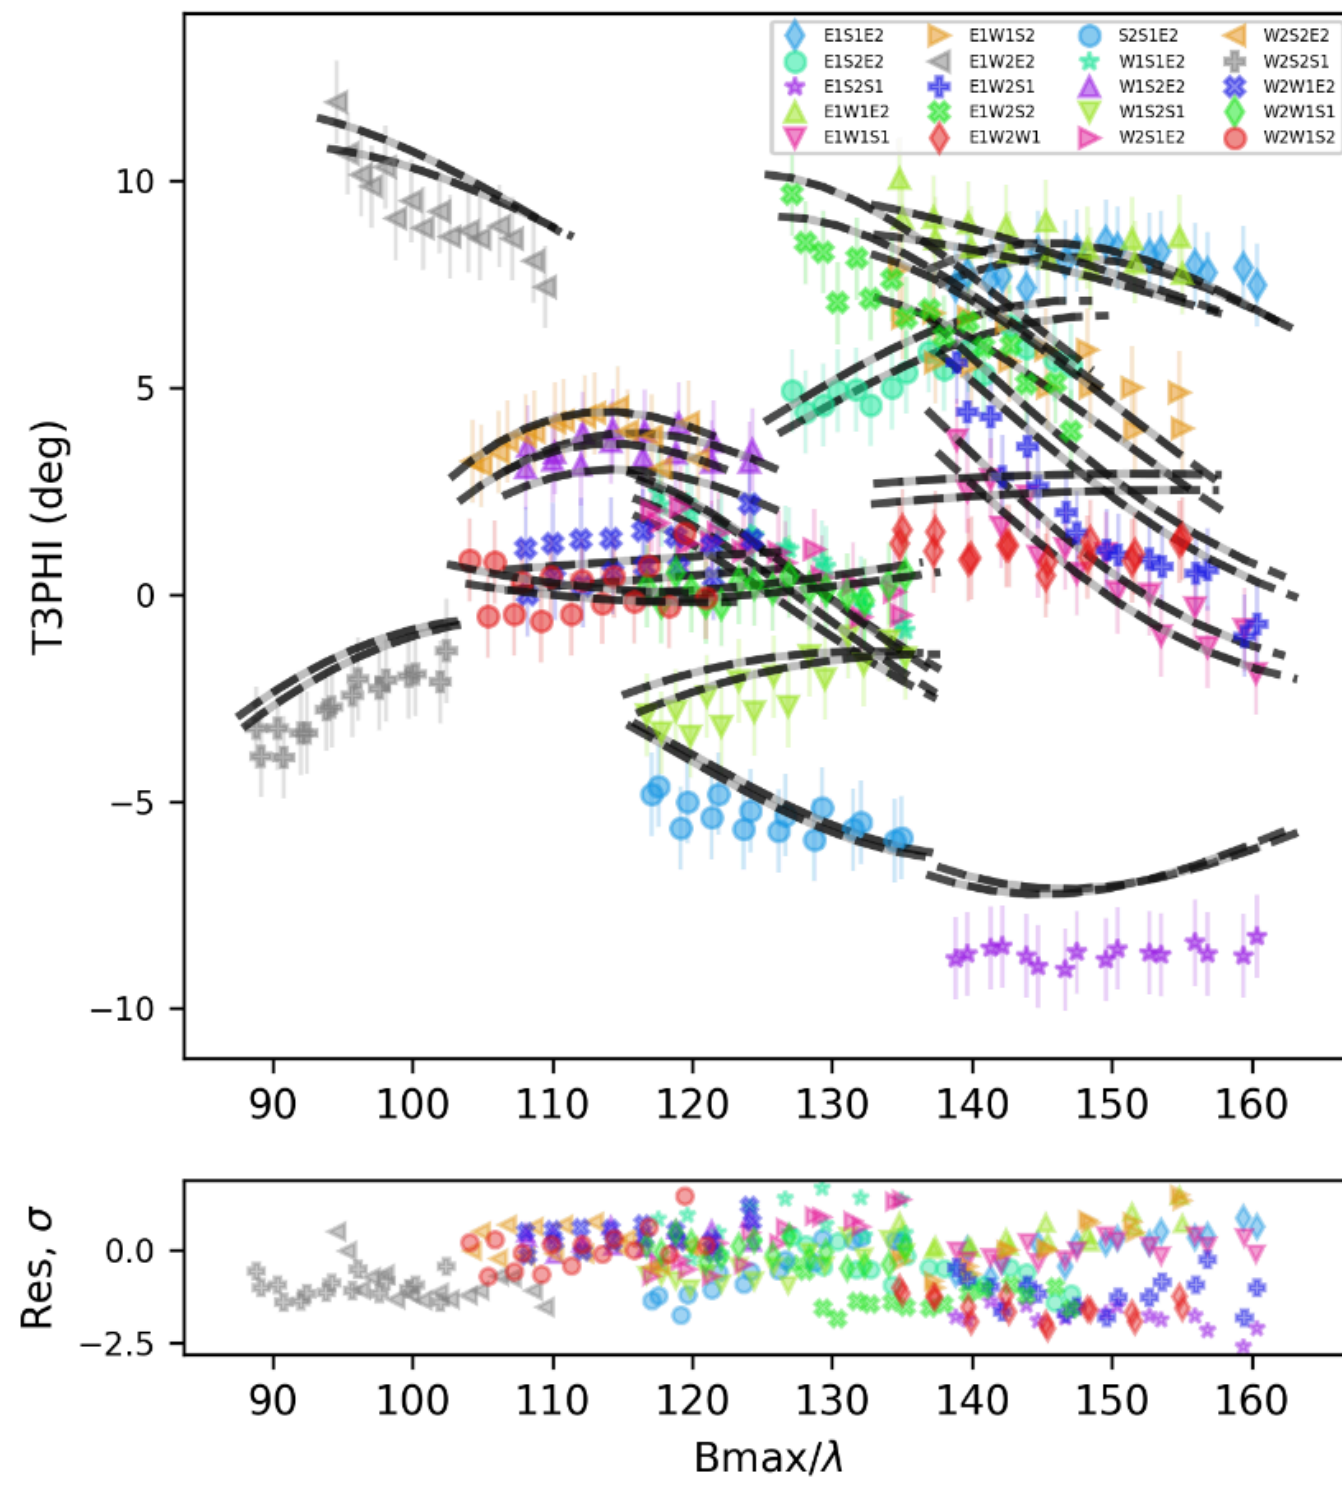 E1S1E2 E1W1S2 S2S1E2 W2S2E2
E1S2E2 E1W2E2 W1S1E2 W2S2S1
E1S2S1 E1W2S1 W1S2E2 W2W1E2
E1W1E2 E1W2S2 W1S2S1 W2W1S1
E1W1S1 E1W2W1 W2S1E2 W2W1S2
T3PHI (deg)
10
5
0
−5
−10
90 100 110 120 130 140 150 160
Res, σ
0.0
−2.5
90 100 110 120 130 140 150 160
Bmax/λ